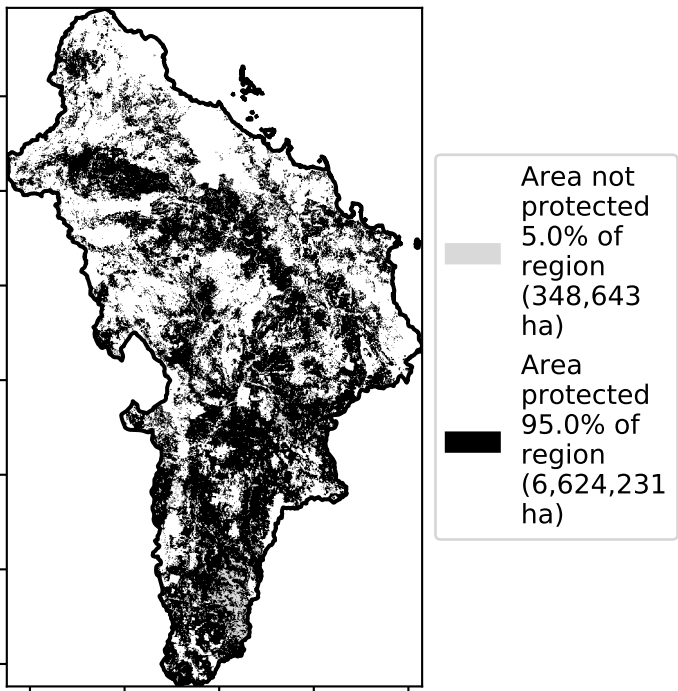 Area not
protected
5.0% of
region
(348,643
ha)
Area
protected
95.0% of
region
(6,624,231
ha)